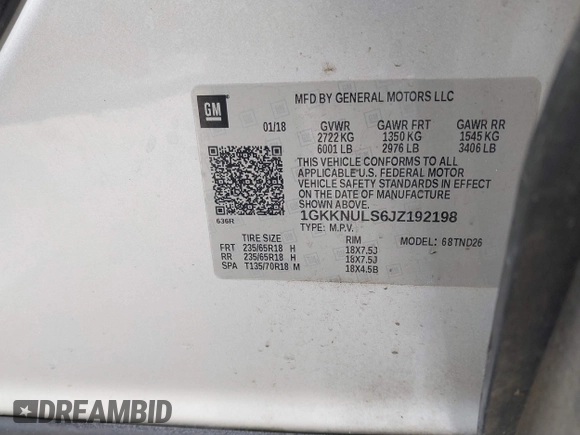 GM
MFD BY GENERAL MOTORS LLC
01/18 GVWR GAWR FRT GAWR RR
2722 KG 1350 KG 1545 KG
6001 LB 2976 LB 3406 LB
THIS VEHICLE CONFORMS TO ALL
APPLICABLE U.S. FEDERAL MOTOR
VEHICLE SAFETY STANDARDS IN EFFECT
ON THE DATE OF MANUFACTURE
SHOWN ABOVE.
636R 1GKKNULS6JZ192198
TYPE: M.P.V.
TIRE SIZE RIM MODEL: 68TND26
FRT 235/65R18 H 18X7.5J
RR 235/65R18 H 18X7.5J
SPA T135/70R18 M 18X4.5B
DREAMBID